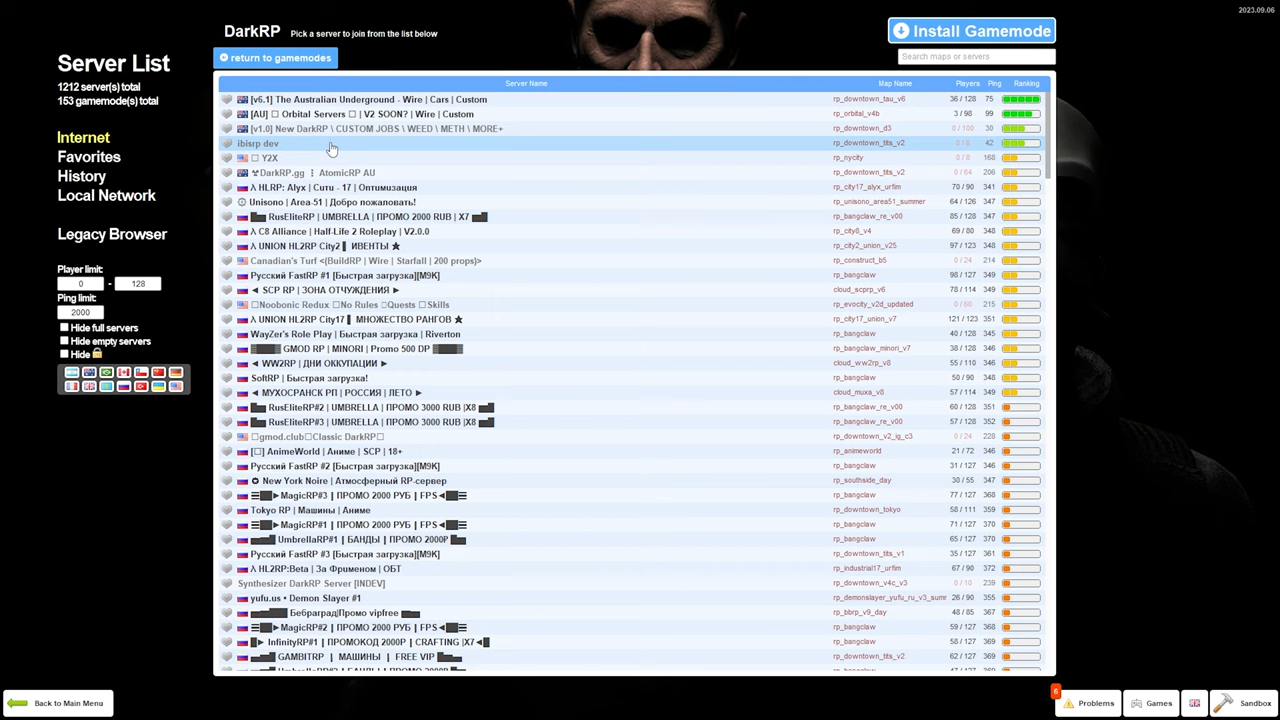 2023.09.06
DarkRP Pick a server to join from the list below
Install Gamemode
return to gamemodes
Search maps or servers
Server List
1212 server(s) total
153 gamemode(s) total
Internet
Favorites
History
Local Network
Legacy Browser
Player limit:
0 - 128
Ping limit:
2000
Hide full servers
Hide empty servers
Hide
Server Name Map Name Players Ping Ranking
[v6.1] The Australian Underground - Wire | Cars | Custom rp_downtown_tau_v6 36 / 128 75
[AU] □ Orbital Servers □ | V2 SOON? | Wire | Custom rp_orbital_v4b 3 / 98 99
[v1.0] New DarkRP \ CUSTOM JOBS \ WEED \ METH \ MORE+ rp_downtown_d3 0 / 100 30
ibisrp dev rp_downtown_tits_v2 0 / 8 42
□ Y2X rp_nycity 0 / 8 168
☢DarkRP.gg ⋮ AtomicRP AU rp_downtown_tits_v2 0 / 64 206
λ HLRP: Alyx | Сити - 17 | Оптимизация rp_city17_alyx_urfim 70 / 90 341
Unisono | Area-51 | Добро пожаловать! rp_unisono_area51_summer 64 / 126 347
█▅ RusEliteRP | UMBRELLA | ПРОМО 2000 RUB | X7 ▅█ rp_bangclaw_re_v00 85 / 128 347
λ C8 Alliance | Half-Life 2 Roleplay | V2.0.0 rp_city8_v4 69 / 80 348
λ UNION HL2RP City2 ▌ ИВЕНТЫ ★ rp_city2_union_v25 97 / 123 348
Canadian's Turf <(BuildRP | Wire | Starfall | 200 props)> rp_construct_b5 0 / 24 214
Русский FastRP #1 [Быстрая загрузка][M9K] rp_bangclaw 98 / 127 349
◄ SCP RP | ЗОНА ОТЧУЖДЕНИЯ ► cloud_scprp_v6 78 / 114 349
□Noobonic Redux □No Rules □Quests □Skills rp_evocity_v2d_updated 0 / 60 215
λ UNION HL2RP City17 ▌ МНОЖЕСТВО РАНГОВ ★ rp_city17_union_v7 121 / 123 351
WayZer's Role Play | Быстрая загрузка | Riverton rp_bangclaw 40 / 128 345
▓▓▓▓ GMOD RP | MINORI | Promo 500 DP ▓▓▓▓ rp_bangclaw_minori_v7 38 / 128 346
◄ WW2RP | ДНИ ОККУПАЦИИ ► cloud_ww2rp_v8 55 / 110 346
SoftRP | Быстрая загрузка! rp_bangclaw 50 / 90 348
◄ МУХОСРАНСК РП | РОССИЯ | ЛЕТО ► cloud_muxa_v8 57 / 114 349
█▅ RusEliteRP#2 | UMBRELLA | ПРОМО 3000 RUB |X8 ▅█ rp_bangclaw_re_v00 60 / 128 351
█▅ RusEliteRP#3 | UMBRELLA | ПРОМО 3000 RUB |X8 ▅█ rp_bangclaw_re_v00 57 / 128 352
□gmod.club□Classic DarkRP□ rp_downtown_v2_ig_c3 0 / 24 228
[□] AnimeWorld | Аниме | SCP | 18+ rp_animeworld 21 / 72 346
Русский FastRP #2 [Быстрая загрузка][M9K] rp_bangclaw 31 / 127 346
✪ New York Noire | Атмосферный RP-сервер rp_southside_day 30 / 55 347
☰██►MagicRP#3 ‖ ПРОМО 2000 РУБ ‖ FPS◄██☰ rp_bangclaw 77 / 127 368
Tokyo RP | Машины | Аниме rp_downtown_tokyo 58 / 111 359
☰██►MagicRP#1 ‖ ПРОМО 2000 РУБ ‖ FPS◄██☰ rp_bangclaw 71 / 127 370
▅▆█ UmbrellaRP#1 ‖ БАНДЫ ‖ ПРОМО 2000Р █▆▅ rp_bangclaw 65 / 127 370
Русский FastRP #3 [Быстрая загрузка][M9K] rp_downtown_tits_v1 35 / 127 361
λ HL2RP:Beta | За Фрименом | ОБТ rp_industrial17_urfim 67 / 90 372
Synthesizer DarkRP Server [INDEV] rp_downtown_v4c_v3 0 / 10 239
yufu.us • Demon Slayer #1 rp_demonslayer_yufu_ru_v3_summ 26 / 90 355
▅▆██ Бебраград|Промо vipfree ▅▆▅ rp_bbrp_v9_day 48 / 85 367
☰██►MagicRP#2 ‖ ПРОМО 2000 РУБ ‖ FPS◄██☰ rp_bangclaw 59 / 127 368
█► InfinityRP#1 ‖ ПРОМОКОД 2000Р ‖ CRAFTING |X7◄█ rp_bangclaw 58 / 127 369
▅▆█ GAMBITRP ‖ МАШИНЫ ‖ FREE VIP █▆▅ rp_downtown_tits_v2 62 / 127 369
Back to Main Menu
6
Problems
Games
Sandbox